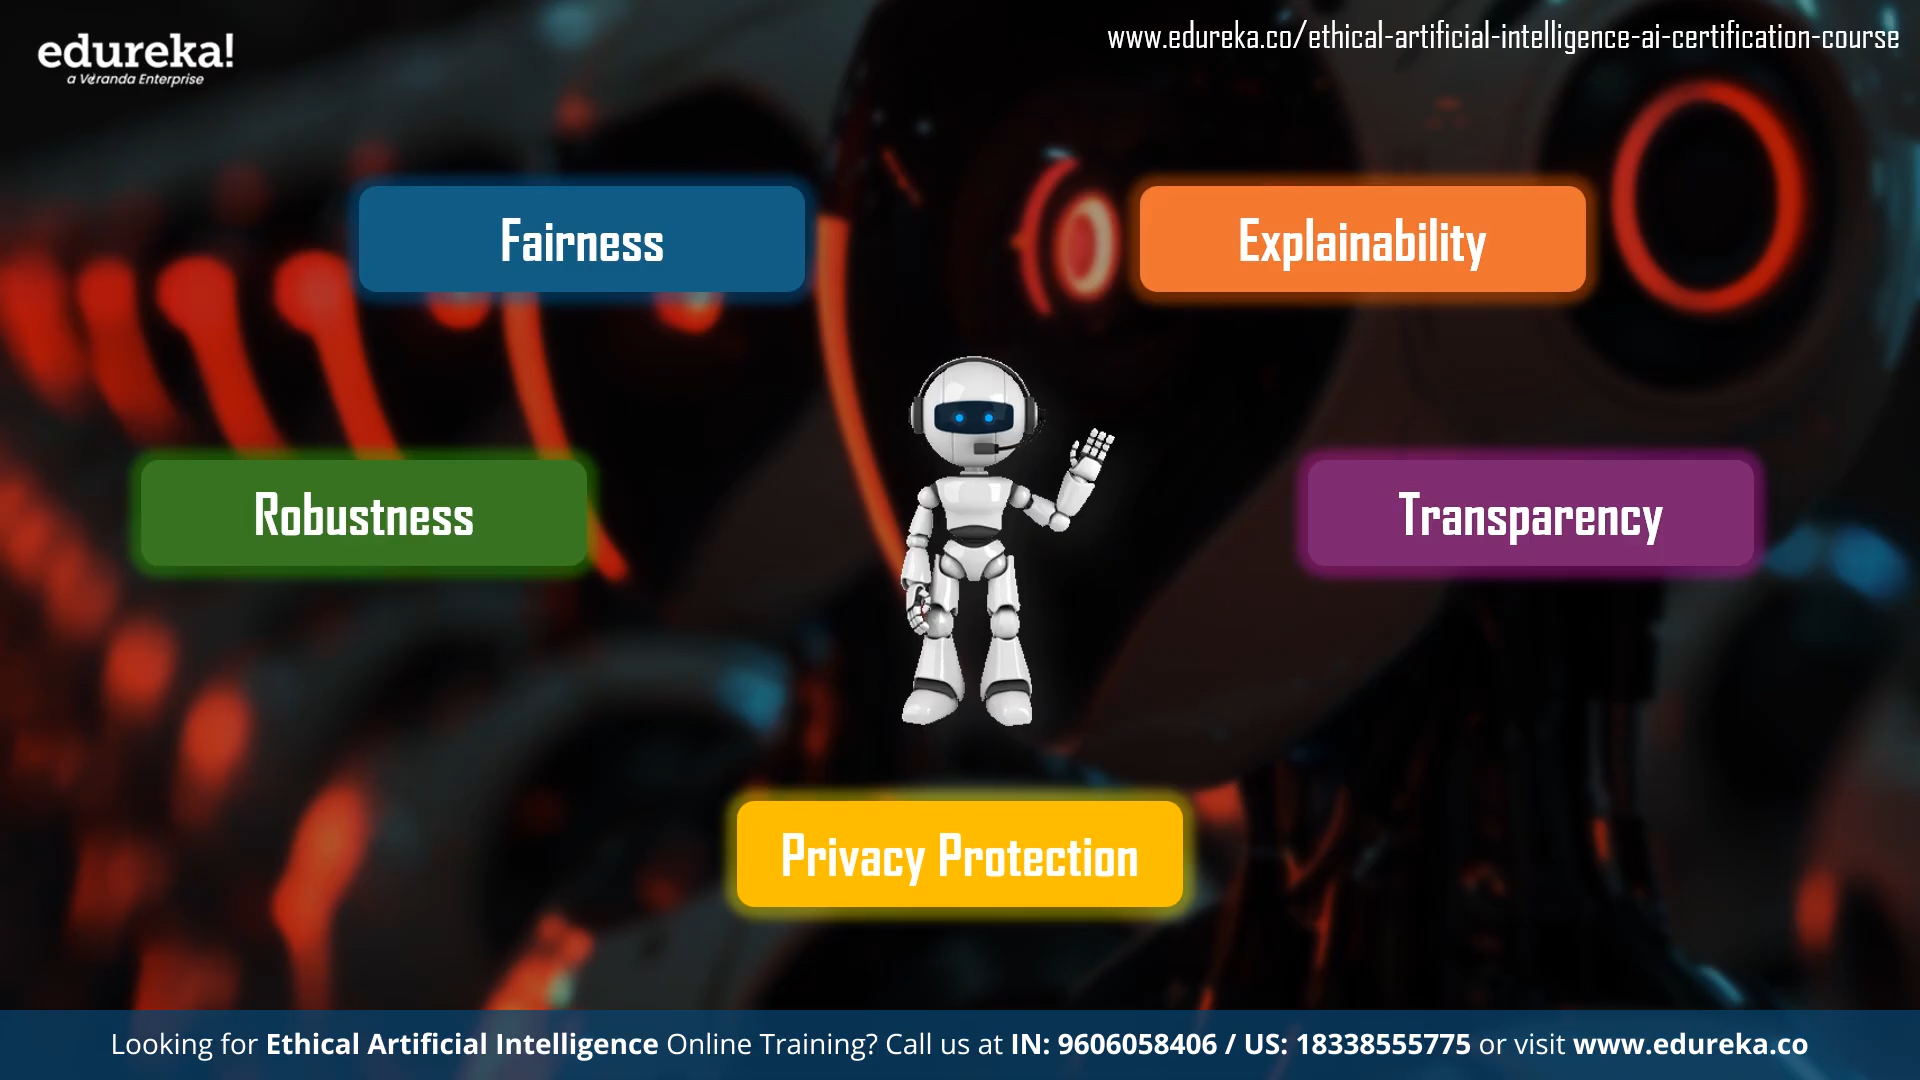 edureka!
a Veranda Enterprise
www.edureka.co/ethical-artificial-intelligence-ai-certification-course
Fairness
Explainability
Robustness
Transparency
Privacy Protection
Looking for Ethical Artificial Intelligence Online Training? Call us at IN: 9606058406 / US: 18338555775 or visit www.edureka.co